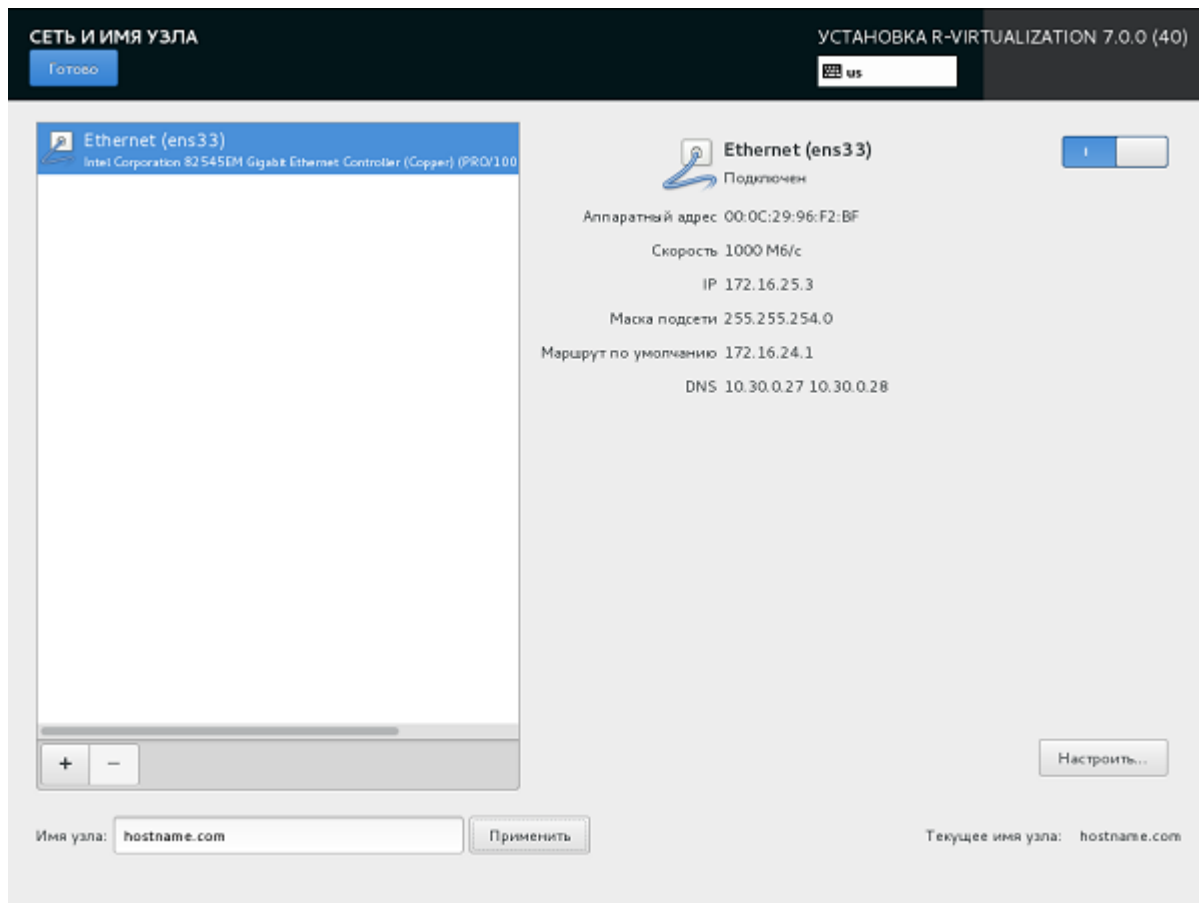 СЕТЬ И ИМЯ УЗЛА
УСТАНОВКА R-VIRTUALIZATION 7.0.0 (40)
Готово
us
Ethernet (ens33)
Intel Corporation 82545EM Gigabit Ethernet Controller (Copper) (PRO/100
Ethernet (ens33)
Подключен
Аппаратный адрес 00:0C:29:96:F2:BF
Скорость 1000 Мб/с
IP 172.16.25.3
Маска подсети 255.255.254.0
Маршрут по умолчанию 172.16.24.1
DNS 10.30.0.27 10.30.0.28
+ −
Настроить...
Имя узла: hostname.com Применить
Текущее имя узла: hostname.com